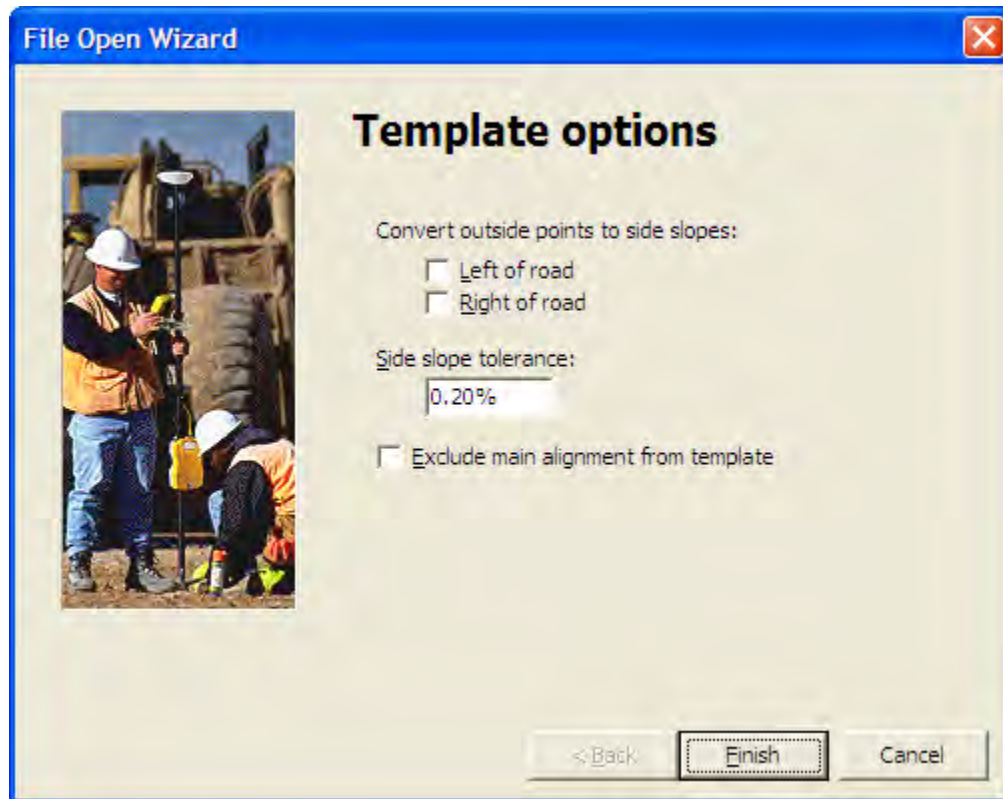 File Open Wizard
Template options
Convert outside points to side slopes:
Left of road
Right of road
Side slope tolerance:
0.20%
Exclude main alignment from template
< Back
Finish
Cancel